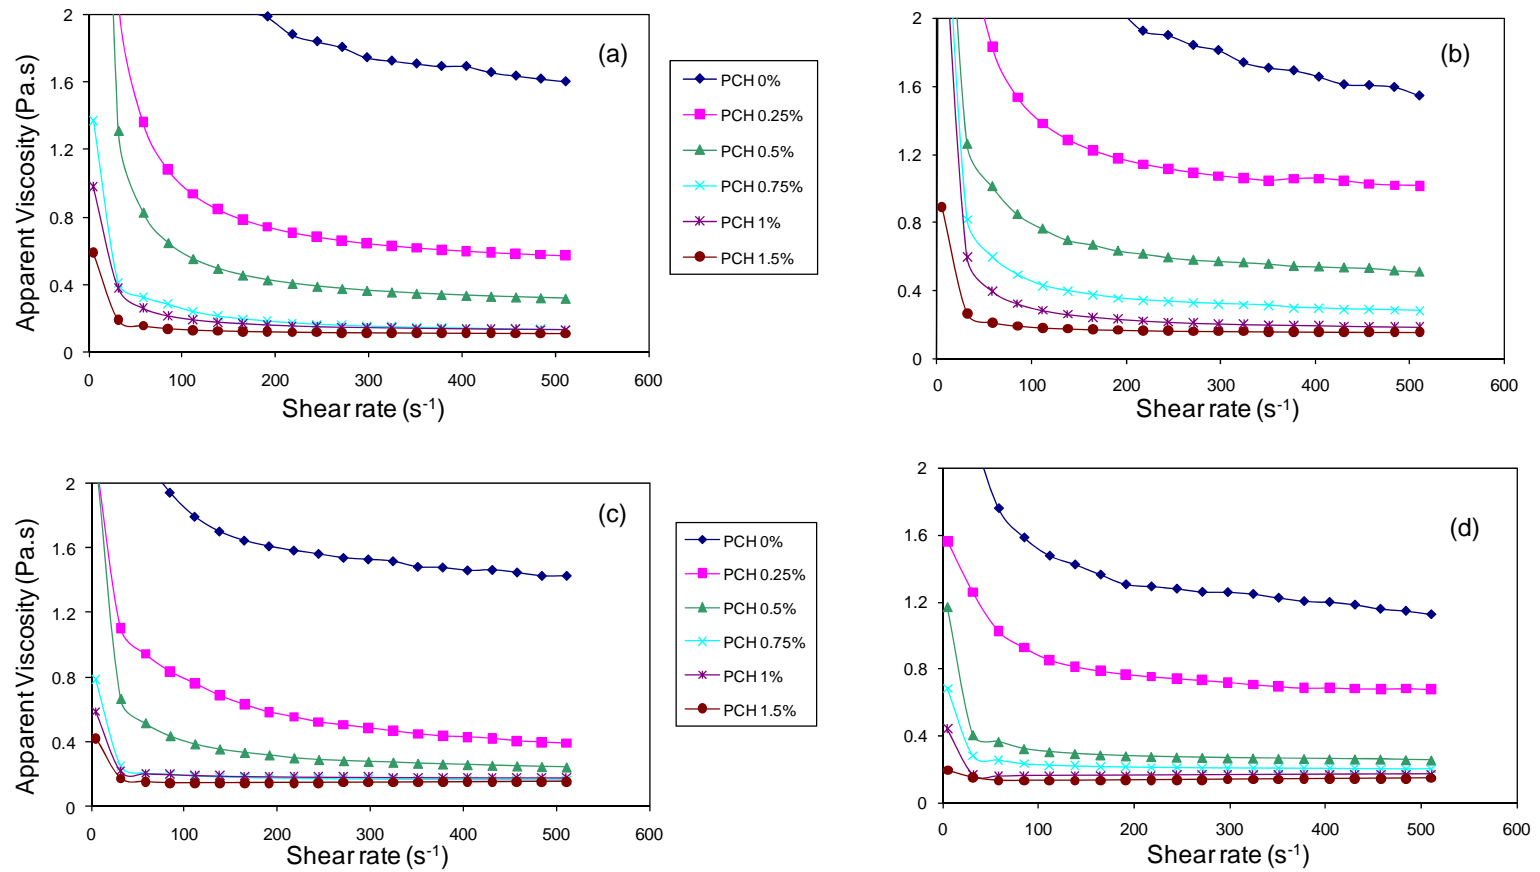 2
1.6
1.2
0.8
0.4
0
0 100 200 300 400 500 600
Apparent Viscosity (Pa.s)
Shear rate (s-1)
(a)
PCH 0%
PCH 0.25%
PCH 0.5%
PCH 0.75%
PCH 1%
PCH 1.5%
2
1.6
1.2
0.8
0.4
0
0 100 200 300 400 500 600
Shear rate (s-1)
(b)
2
1.6
1.2
0.8
0.4
0
0 100 200 300 400 500 600
Apparent Viscosity (Pa.s)
Shear rate (s-1)
(c)
PCH 0%
PCH 0.25%
PCH 0.5%
PCH 0.75%
PCH 1%
PCH 1.5%
2
1.6
1.2
0.8
0.4
0
0 100 200 300 400 500 600
Shear rate (s-1)
(d)